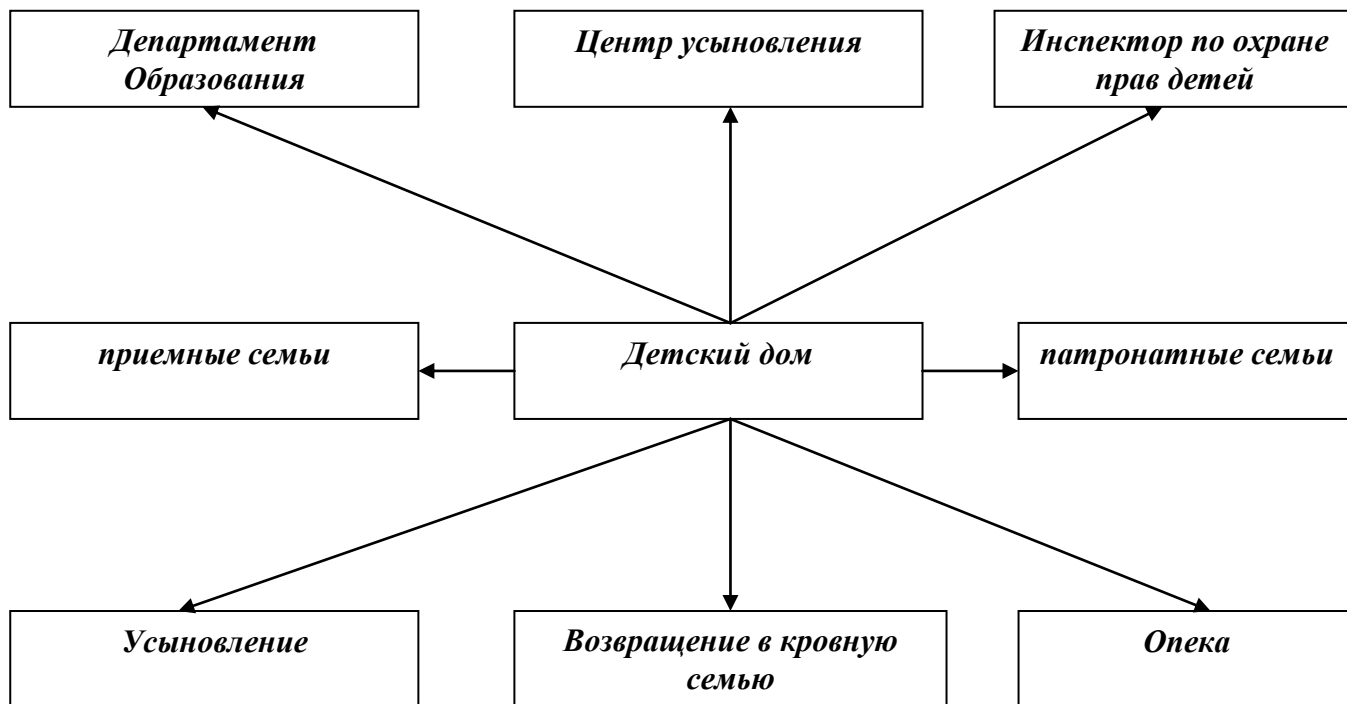 Департамент
Образования
Центр усыновления
Инспектор по охране
прав детей
приемные семьи
Детский дом
патронатные семьи
Усыновление
Возвращение в кровную
семью
Опека